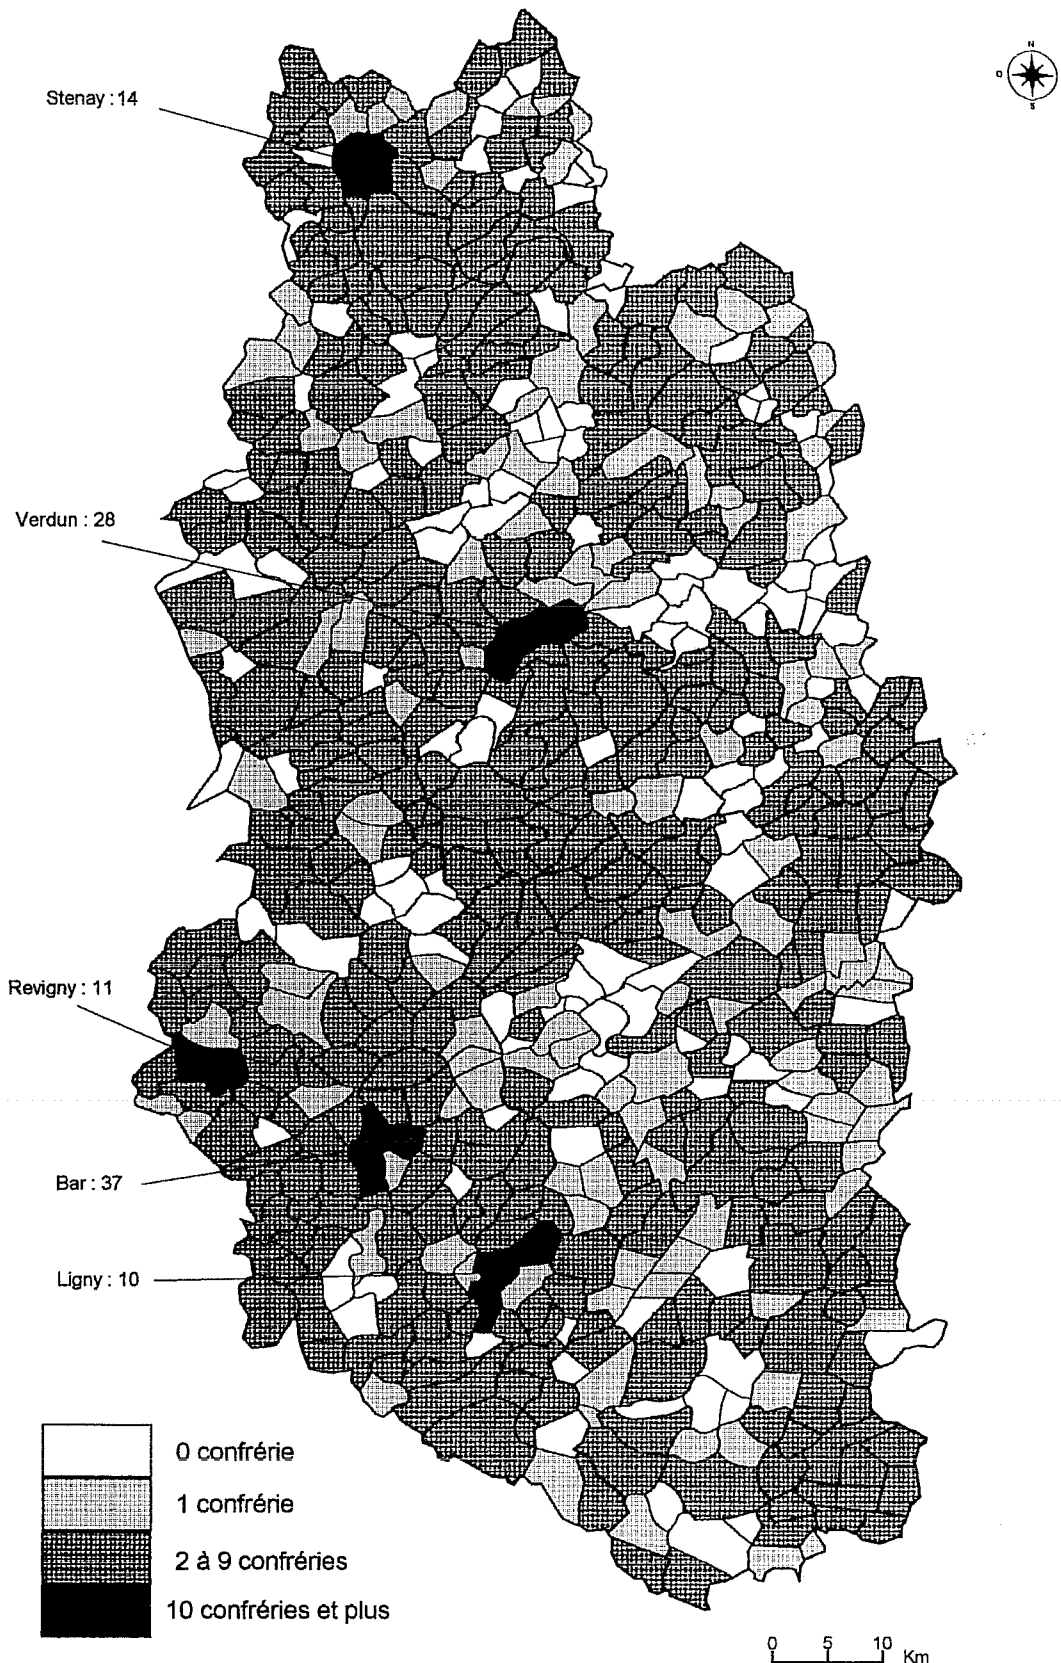 N
O
S
Stenay : 14
Verdun : 28
Revigny : 11
Bar : 37
Ligny : 10
0 confrérie
1 confrérie
2 à 9 confréries
10 confréries et plus
0 5 10 Km